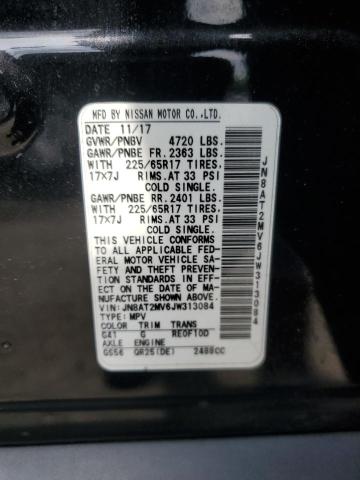 MFD BY NISSAN MOTOR CO.,LTD.
DATE 11/17
GVWR/PNBV 4720 LBS.
GAWR/PNBE FR. 2363 LBS.
WITH 225/65R17 TIRES,
17X7J RIMS.AT 33 PSI
COLD SINGLE.
GAWR/PNBE RR. 2401 LBS.
WITH 225/65R17 TIRES,
17X7J RIMS.AT 33 PSI
COLD SINGLE.
THIS VEHICLE CONFORMS
TO ALL APPLICABLE FED-
ERAL MOTOR VEHICLE SA-
FETY AND BUMPER AND
THEFT PREVENTION
STANDARDS IN EFF-
ECT ON THE DATE OF MA-
NUFACTURE SHOWN ABOVE.
VIN:JN8AT2MV6JW313084
TYPE:MPV
COLOR TRIM TRANS
G41 G RE0F10D
AXLE ENGINE
GS56 QR25(DE) 2488CC
JN8AT2MV6JW313084